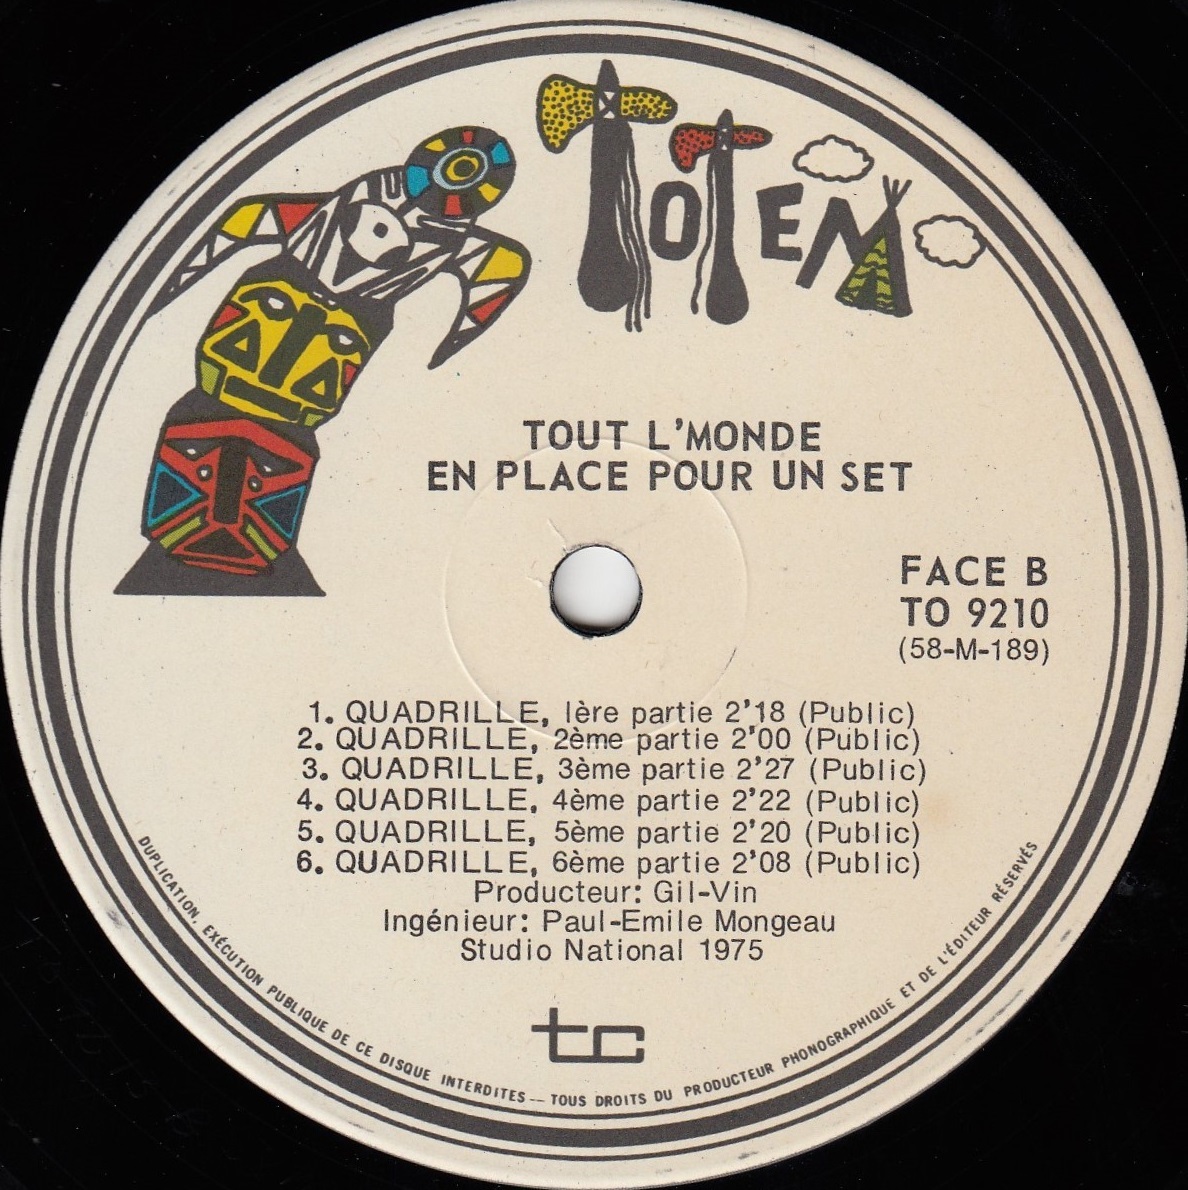 TOTEM
TOUT L'MONDE
EN PLACE POUR UN SET
FACE B
TO 9210
(58-M-189)
1. QUADRILLE, 1ère partie 2'18 (Public)
2. QUADRILLE, 2ème partie 2'00 (Public)
3. QUADRILLE, 3ème partie 2'27 (Public)
4. QUADRILLE, 4ème partie 2'22 (Public)
5. QUADRILLE, 5ème partie 2'20 (Public)
6. QUADRILLE, 6ème partie 2'08 (Public)
Producteur: Gil-Vin
Ingénieur: Paul-Emile Mongeau
Studio National 1975
tc
DUPLICATION, EXÉCUTION PUBLIQUE DE CE DISQUE INTERDITES -- TOUS DROITS DU PRODUCTEUR PHONOGRAPHIQUE ET DE L'ÉDITEUR RÉSERVÉS